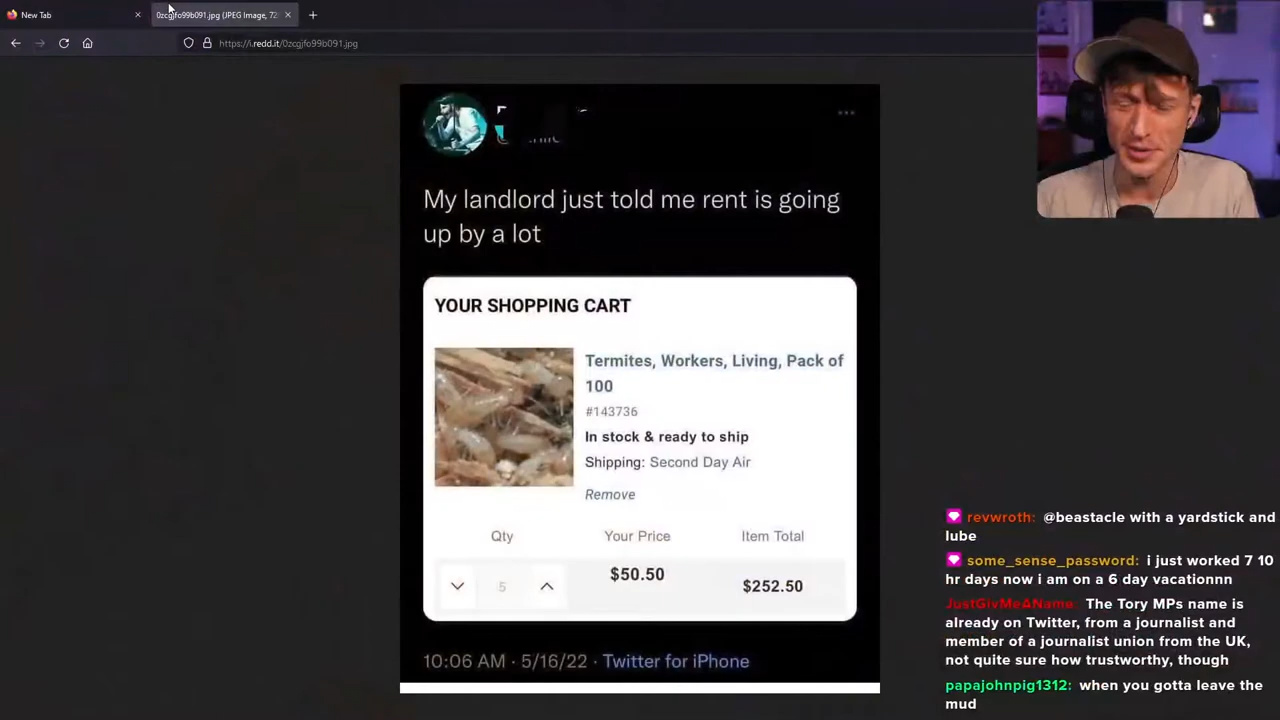 New Tab
0zcgjfo99b091.jpg (JPEG Image, 72
https://i.redd.it/0zcgjfo99b091.jpg
My landlord just told me rent is going
up by a lot
YOUR SHOPPING CART
Termites, Workers, Living, Pack of
100
#143736
In stock & ready to ship
Shipping: Second Day Air
Remove
Qty Your Price Item Total
5 $50.50 $252.50
10:06 AM · 5/16/22 · Twitter for iPhone
revwroth: @beastacle with a yardstick and
lube
some_sense_password: i just worked 7 10
hr days now i am on a 6 day vacationnn
JustGivMeAName: The Tory MPs name is
already on Twitter, from a journalist and
member of a journalist union from the UK,
not quite sure how trustworthy, though
papajohnpig1312: when you gotta leave the
mud